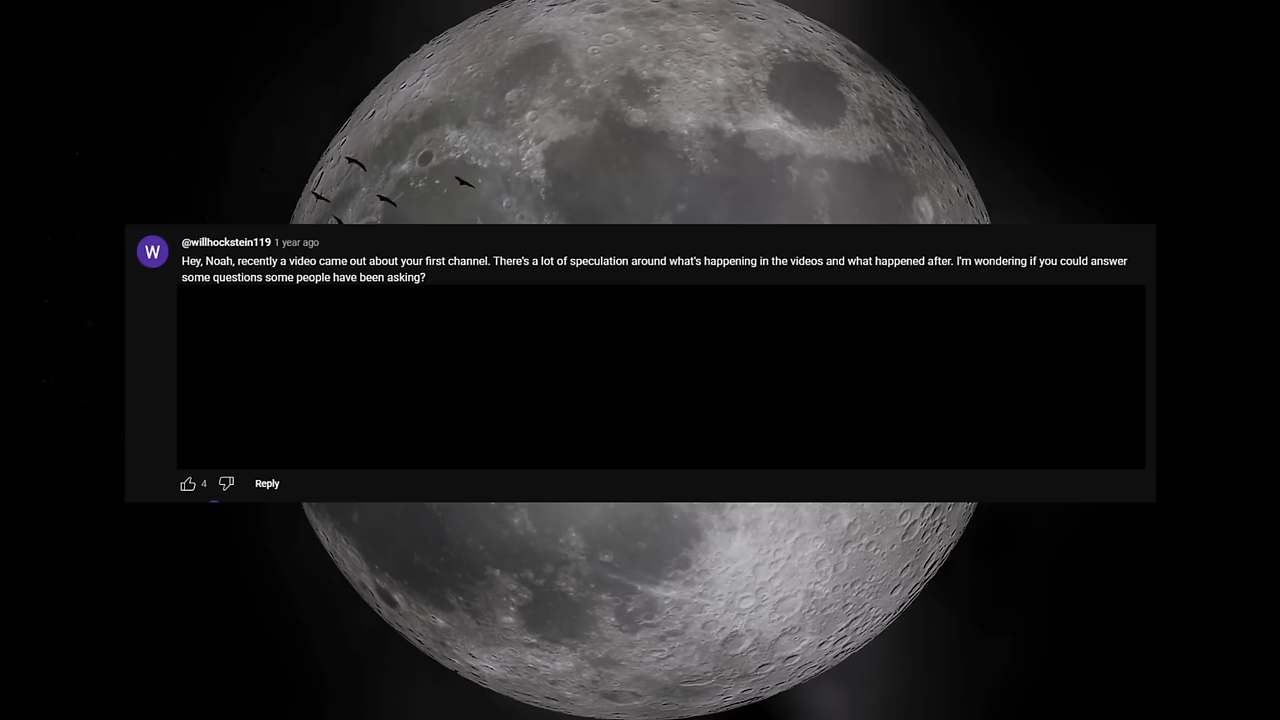 W
@willhockstein119 1 year ago
Hey, Noah, recently a video came out about your first channel. There's a lot of speculation around what's happening in the videos and what happened after. I'm wondering if you could answer
some questions some people have been asking?
4 Reply